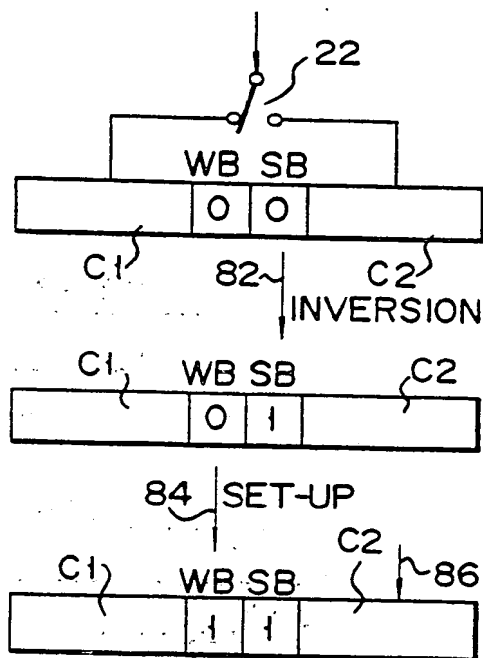 22
WB SB
0 0
C1 C2
82
INVERSION
C1 WB SB C2
0 1
84 SET-UP
C1 WB SB C2 86
1 1